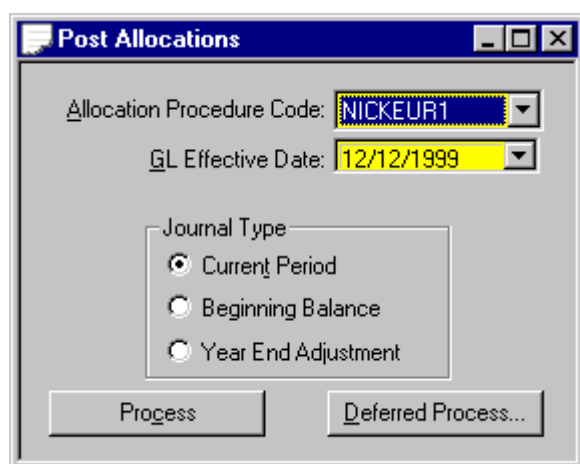 Post Allocations
Allocation Procedure Code: NICKEUR1
GL Effective Date: 12/12/1999
Journal Type
Current Period
Beginning Balance
Year End Adjustment
Process Deferred Process...